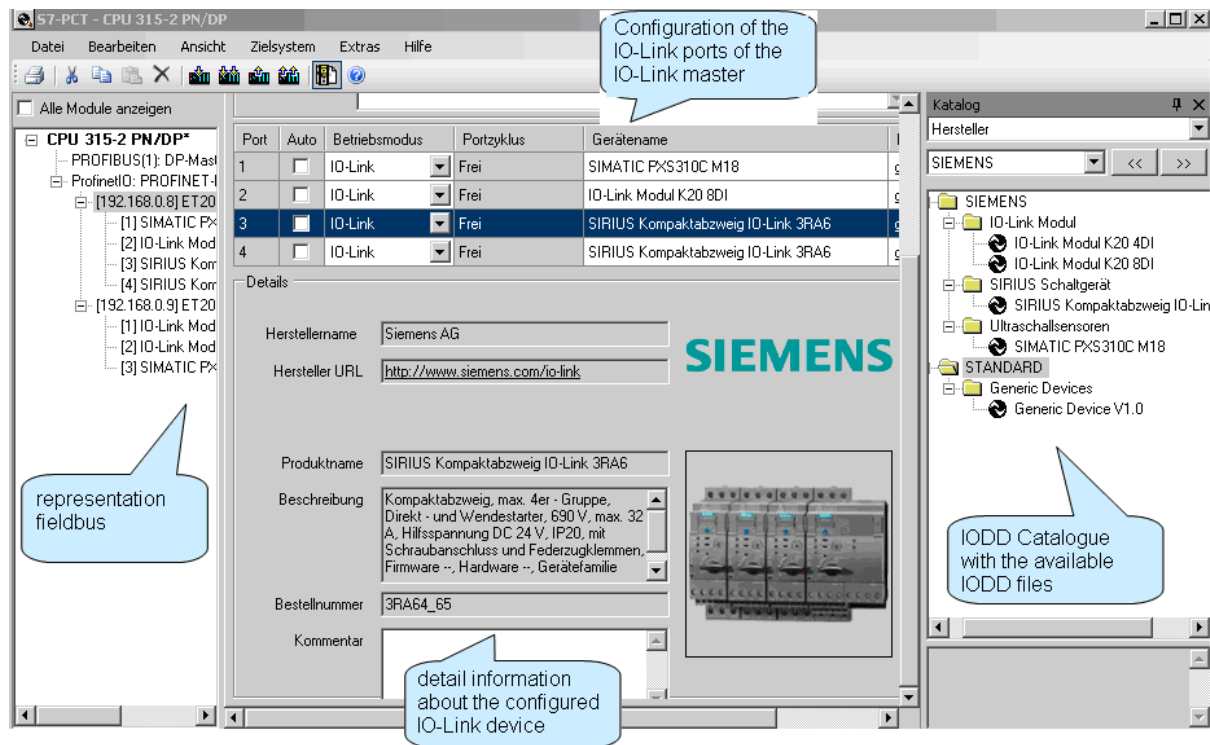 S7-PCT - CPU 315-2 PN/DP
Datei Bearbeiten Ansicht Zielsystem Extras Hilfe
Configuration of the
IO-Link ports of the
IO-Link master
Alle Module anzeigen
CPU 315-2 PN/DP*
PROFIBUS(1): DP-Mast
ProfinetIO: PROFINET-I
[192.168.0.8] ET20
[1] SIMATIC PX
[2] IO-Link Mod
[3] SIRIUS Kom
[4] SIRIUS Kom
[192.168.0.9] ET20
[1] IO-Link Mod
[2] IO-Link Mod
[3] SIMATIC PX
representation
fieldbus
Port Auto Betriebsmodus Portzyklus Gerätename
1 IO-Link Frei SIMATIC PXS310C M18
2 IO-Link Frei IO-Link Modul K20 8DI
3 IO-Link Frei SIRIUS Kompaktabzweig IO-Link 3RA6
4 IO-Link Frei SIRIUS Kompaktabzweig IO-Link 3RA6
Details
Herstellername Siemens AG
Hersteller URL http://www.siemens.com/io-link
SIEMENS
Produktname SIRIUS Kompaktabzweig IO-Link 3RA6
Beschreibung Kompaktabzweig, max. 4er - Gruppe,
Direkt - und Wendestarter, 690 V, max. 32
A, Hilfsspannung DC 24 V, IP20, mit
Schraubanschluss und Federzugklemmen,
Firmware --, Hardware --, Gerätefamilie
Bestellnummer 3RA64_65
Kommentar
detail information
about the configured
IO-Link device
Katalog
Hersteller
SIEMENS << >>
SIEMENS
IO-Link Modul
IO-Link Modul K20 4DI
IO-Link Modul K20 8DI
SIRIUS Schaltgerät
SIRIUS Kompaktabzweig IO-Lin
Ultraschallsensoren
SIMATIC PXS310C M18
STANDARD
Generic Devices
Generic Device V1.0
IODD Catalogue
with the available
IODD files